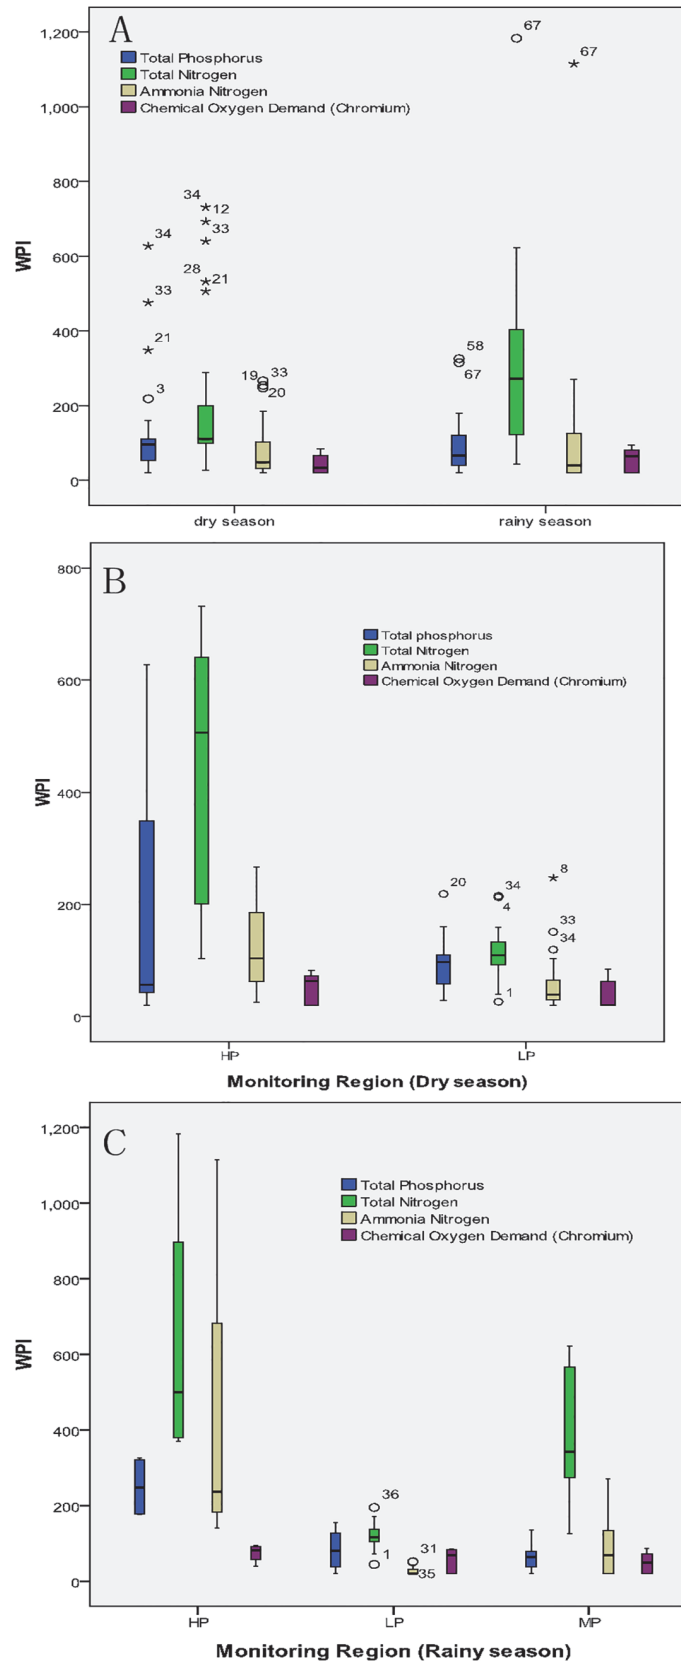 A
Total Phosphorus
Total Nitrogen
Ammonia Nitrogen
Chemical Oxygen Demand (Chromium)
WPI
1,200
1,000
800
600
400
200
0
34
33
21
3
34
12
33
28
21
19
33
20
58
67
67
67
dry season
rainy season
B
Total phosphorus
Total Nitrogen
Ammonia Nitrogen
Chemical Oxygen Demand (Chromium)
WPI
800
600
400
200
0
20
34
4
1
8
33
34
HP
LP
Monitoring Region (Dry season)
C
Total Phosphorus
Total Nitrogen
Ammonia Nitrogen
Chemical Oxygen Demand (Chromium)
WPI
1,200
1,000
800
600
400
200
0
36
1
31
35
HP
LP
MP
Monitoring Region (Rainy season)